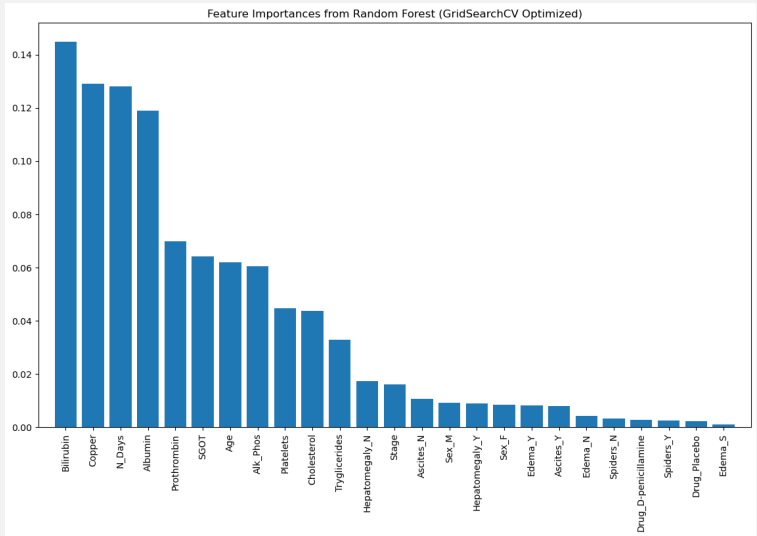 Feature Importances from Random Forest (GridSearchCV Optimized)
0.14
0.12
0.10
0.08
0.06
0.04
0.02
0.00
Bilirubin
Copper
N_Days
Albumin
Prothrombin
SGOT
Age
Alk_Phos
Platelets
Cholesterol
Tryglicerides
Hepatomegaly_N
Stage
Ascites_N
Sex_M
Hepatomegaly_Y
Sex_F
Edema_Y
Ascites_Y
Edema_N
Spiders_N
Drug_D-penicillamine
Spiders_Y
Drug_Placebo
Edema_S